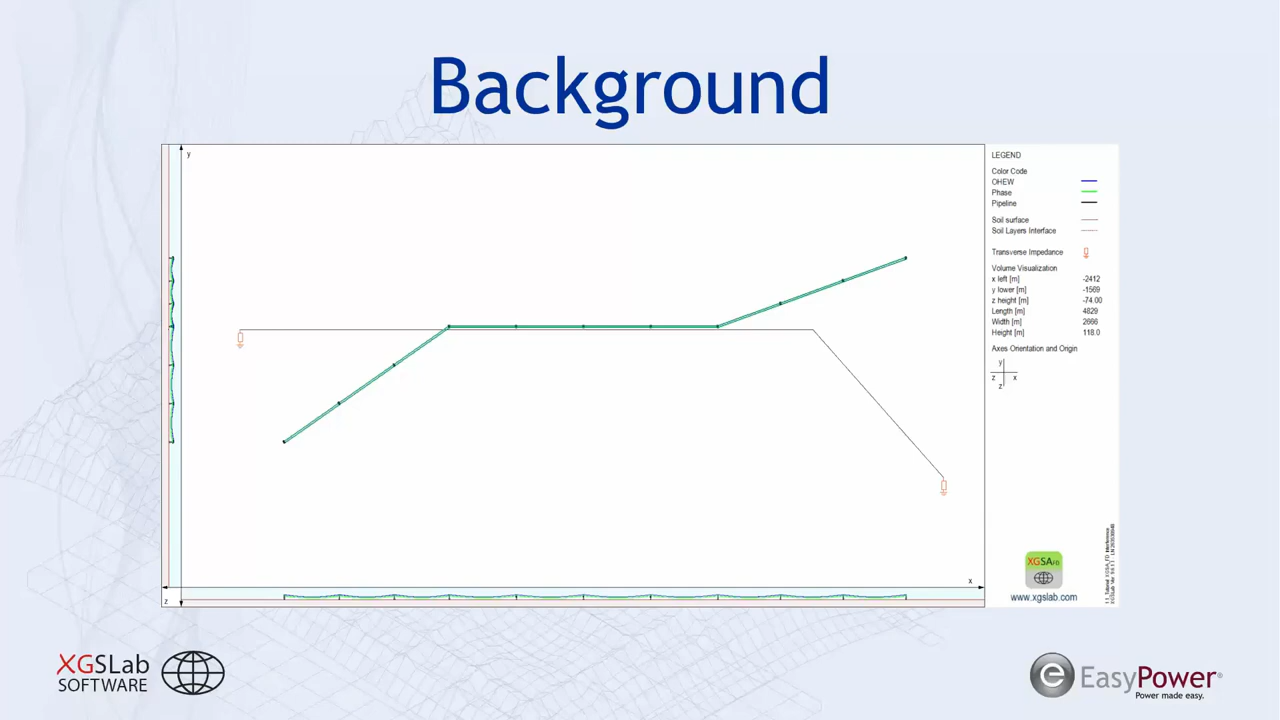 Background
y
x
z
LEGEND
Color Code
OHEW
Phase
Pipeline
Soil surface
Soil Layers Interface
Transverse Impedance
Volume Visualization
x left [m] -2412
y lower [m] -1569
z height [m] -74.00
Length [m] 4829
Width [m] 2666
Height [m] 118.0
Axes Orientation and Origin
y
z x
z
XGSA/FD
www.xgslab.com
XGSLab
SOFTWARE
EasyPower®
Power made easy.